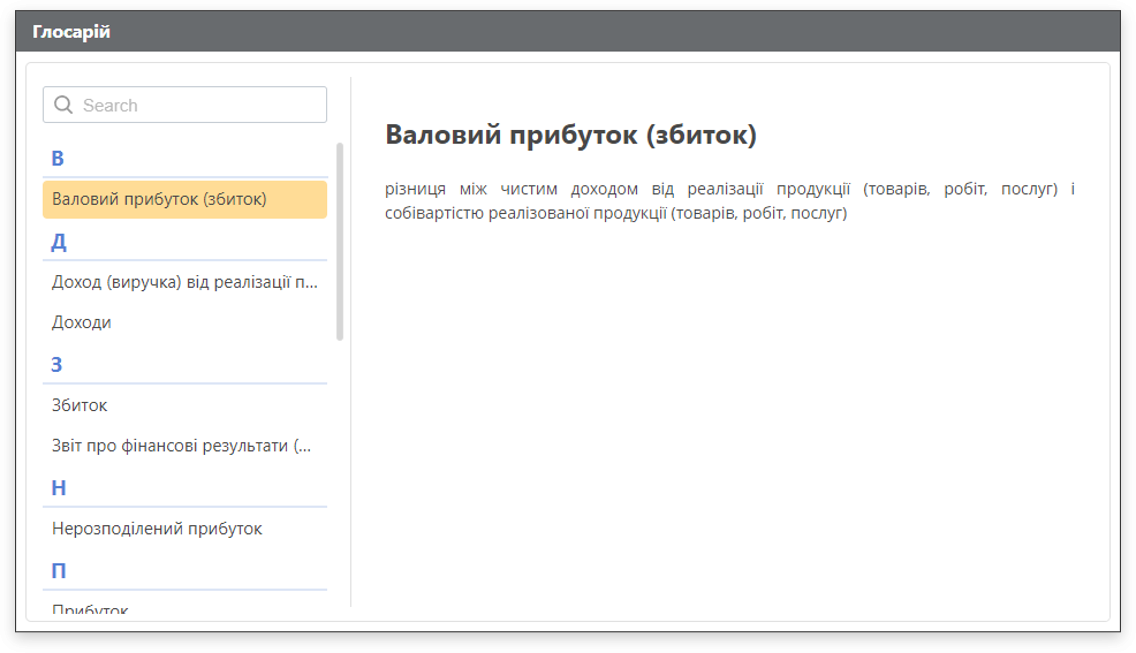 Глосарій
Search
В
Валовий прибуток (збиток)
Д
Доход (виручка) від реалізації п...
Доходи
З
Збиток
Звіт про фінансові результати (...
Н
Нерозподілений прибуток
П
Прибуток
Валовий прибуток (збиток)
різниця між чистим доходом від реалізації продукції (товарів, робіт, послуг) і
собівартістю реалізованої продукції (товарів, робіт, послуг)